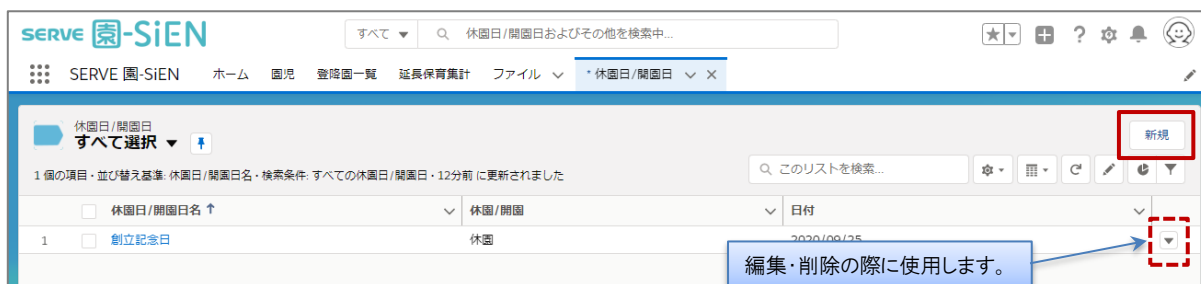 SERVE 園-SiEN
すべて 休園日/開園日およびその他を検索中...
SERVE 園-SiEN ホーム 園児 登降園一覧 延長保育集計 ファイル * 休園日/開園日
休園日/開園日
すべて選択
新規
1 個の項目・並び替え基準: 休園日/開園日名・検索条件: すべての休園日/開園日・12分前 に更新されました
このリストを検索...
休園日/開園日名 ↑ 休園/開園 日付
1 創立記念日 休園 2020/09/25
編集・削除の際に使用します。